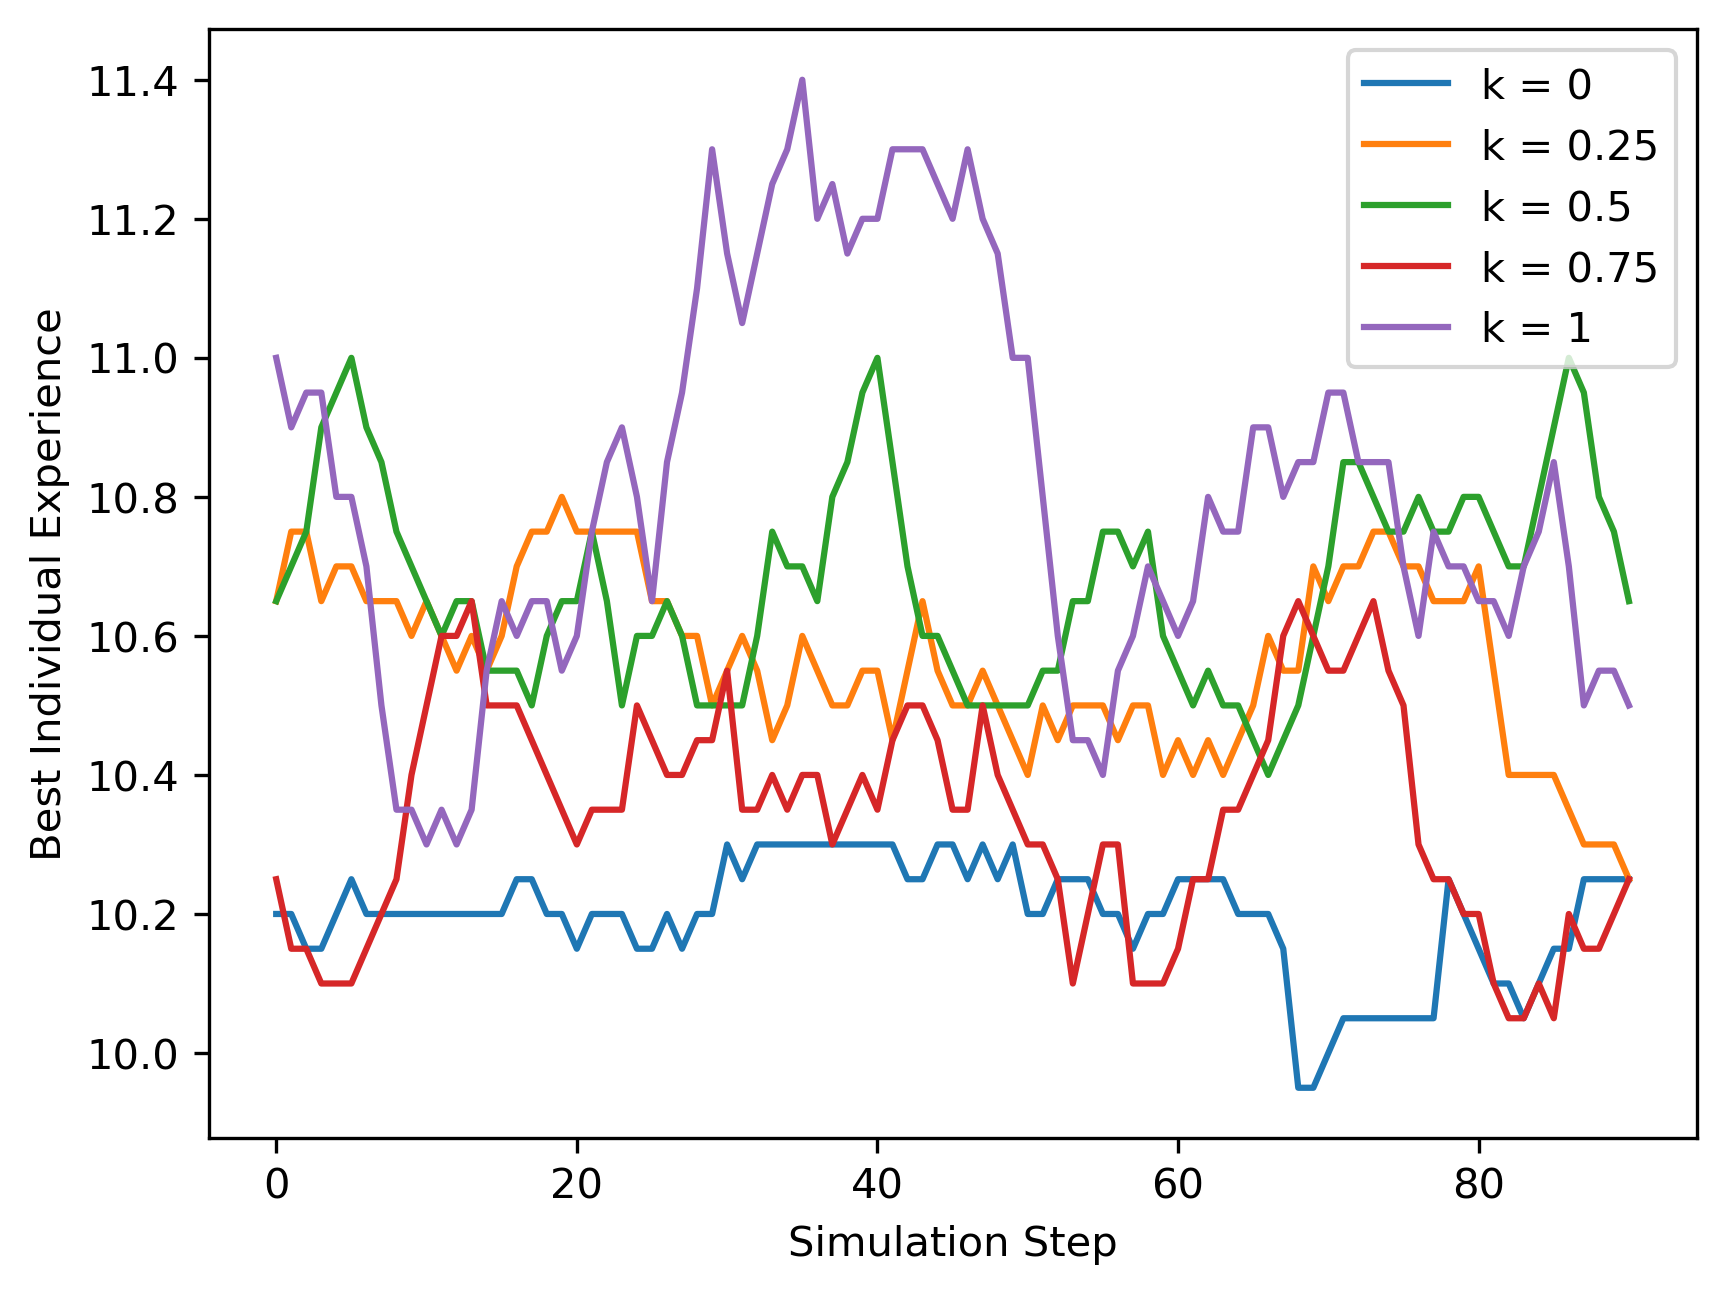 Best Individual Experience
11.4
11.2
11.0
10.8
10.6
10.4
10.2
10.0
k = 0
k = 0.25
k = 0.5
k = 0.75
k = 1
0 20 40 60 80
Simulation Step